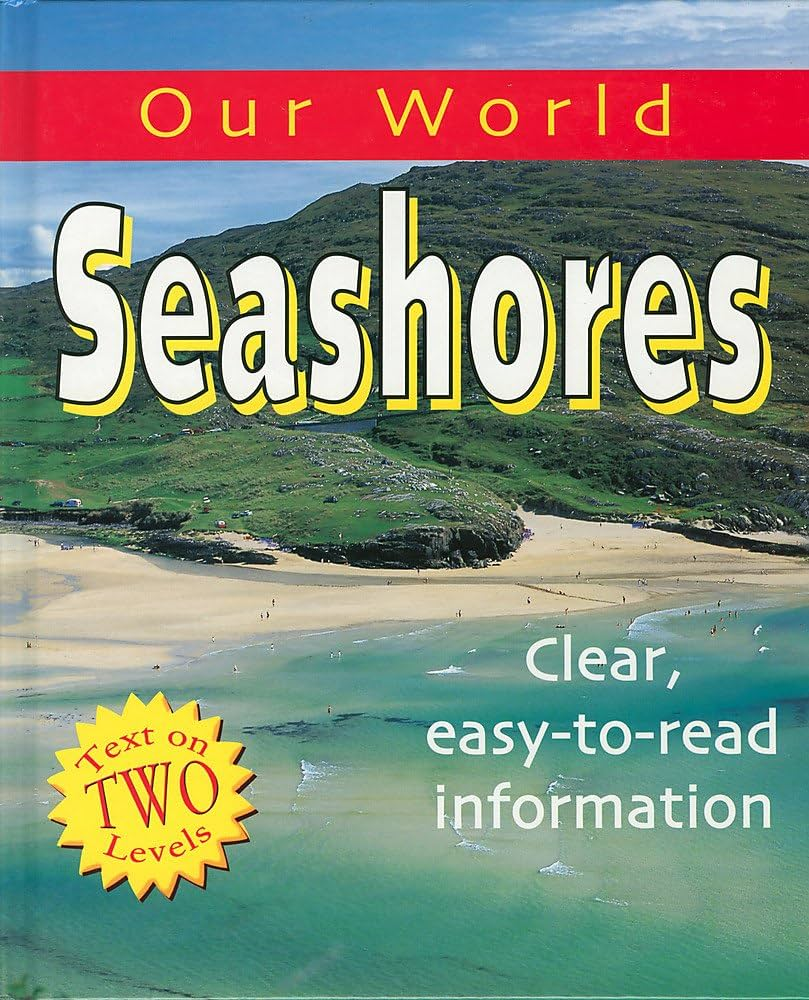 Our World
Seashores
Clear,
easy-to-read
information
Text on
TWO
Levels